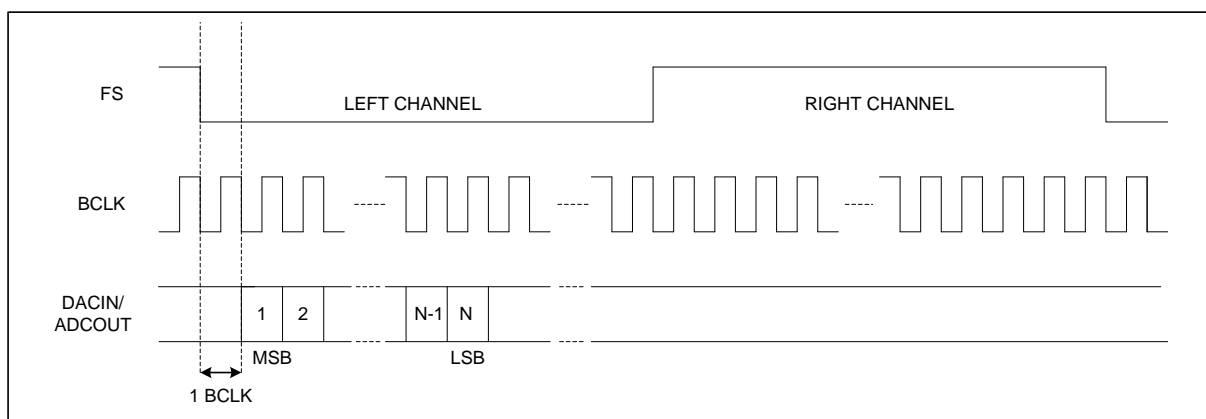 FS
LEFT CHANNEL
RIGHT CHANNEL
BCLK
DACIN/
ADCOUT
1
2
N-1
N
MSB
LSB
1 BCLK